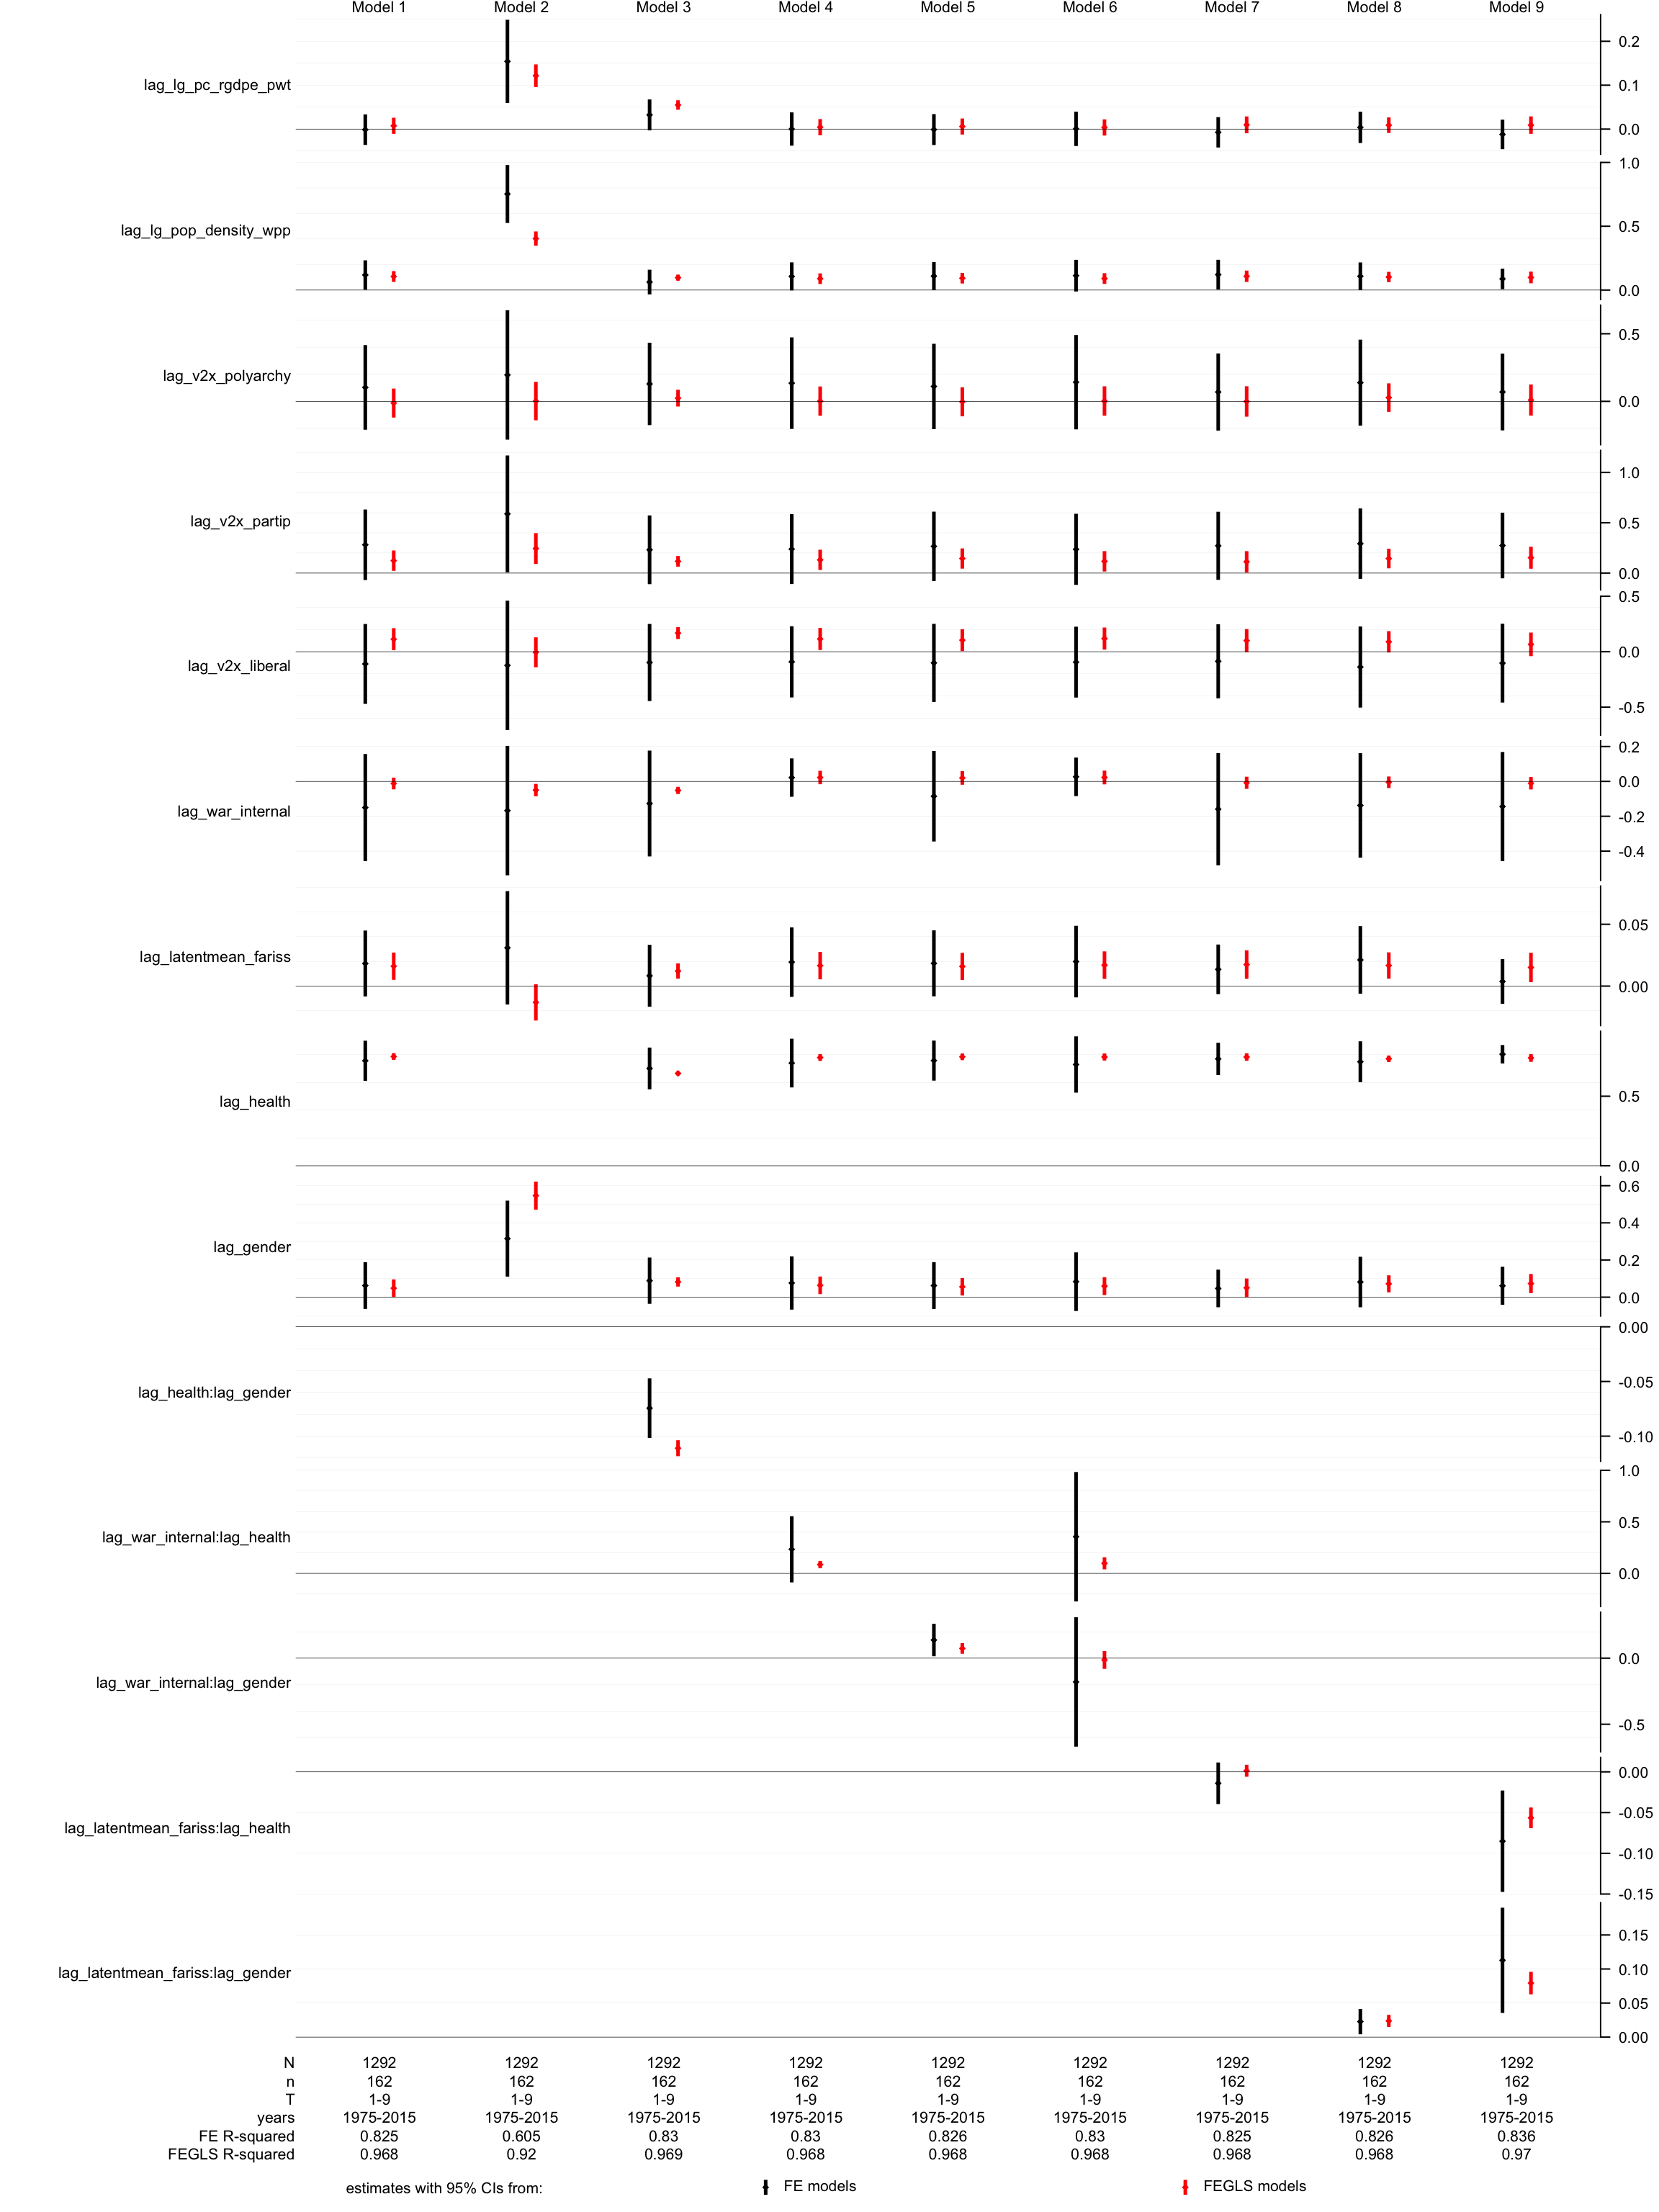 Model 1 Model 2 Model 3 Model 4 Model 5 Model 6 Model 7 Model 8 Model 9
lag_lg_pc_rgdpe_pwt
0.2
0.1
0.0
lag_lg_pop_density_wpp
1.0
0.5
0.0
lag_v2x_polyarchy
0.5
0.0
lag_v2x_partip
1.0
0.5
0.0
lag_v2x_liberal
0.5
0.0
-0.5
lag_war_internal
0.2
0.0
-0.2
-0.4
lag_latentmean_fariss
0.05
0.00
lag_health
0.5
0.0
lag_gender
0.6
0.4
0.2
0.0
lag_health:lag_gender
0.00
-0.05
-0.10
lag_war_internal:lag_health
1.0
0.5
0.0
lag_war_internal:lag_gender
0.0
-0.5
lag_latentmean_fariss:lag_health
0.00
-0.05
-0.10
-0.15
lag_latentmean_fariss:lag_gender
0.15
0.10
0.05
0.00
N 1292 1292 1292 1292 1292 1292 1292 1292 1292
n 162 162 162 162 162 162 162 162 162
T 1-9 1-9 1-9 1-9 1-9 1-9 1-9 1-9 1-9
years 1975-2015 1975-2015 1975-2015 1975-2015 1975-2015 1975-2015 1975-2015 1975-2015 1975-2015
FE R-squared 0.825 0.605 0.83 0.83 0.826 0.83 0.825 0.826 0.836
FEGLS R-squared 0.968 0.92 0.969 0.968 0.968 0.968 0.968 0.968 0.97
estimates with 95% CIs from: FE models FEGLS models